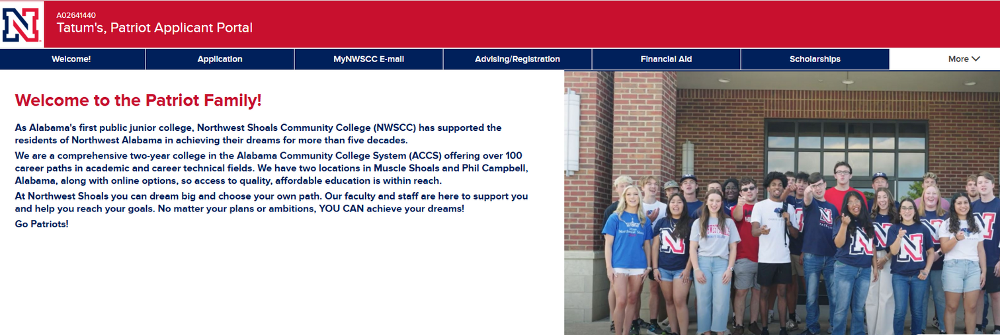 N
A02641440
Tatum's, Patriot Applicant Portal
Welcome!
Application
MyNWSCC E-mail
Advising/Registration
Financial Aid
Scholarships
More
Welcome to the Patriot Family!
As Alabama's first public junior college, Northwest Shoals Community College (NWSCC) has supported the
residents of Northwest Alabama in achieving their dreams for more than five decades.
We are a comprehensive two-year college in the Alabama Community College System (ACCS) offering over 100
career paths in academic and career technical fields. We have two locations in Muscle Shoals and Phil Campbell,
Alabama, along with online options, so access to quality, affordable education is within reach.
At Northwest Shoals you can dream big and choose your own path. Our faculty and staff are here to support you
and help you reach your goals. No matter your plans or ambitions, YOU CAN achieve your dreams!
Go Patriots!
Northwest Shoals
N
N
N
N
N